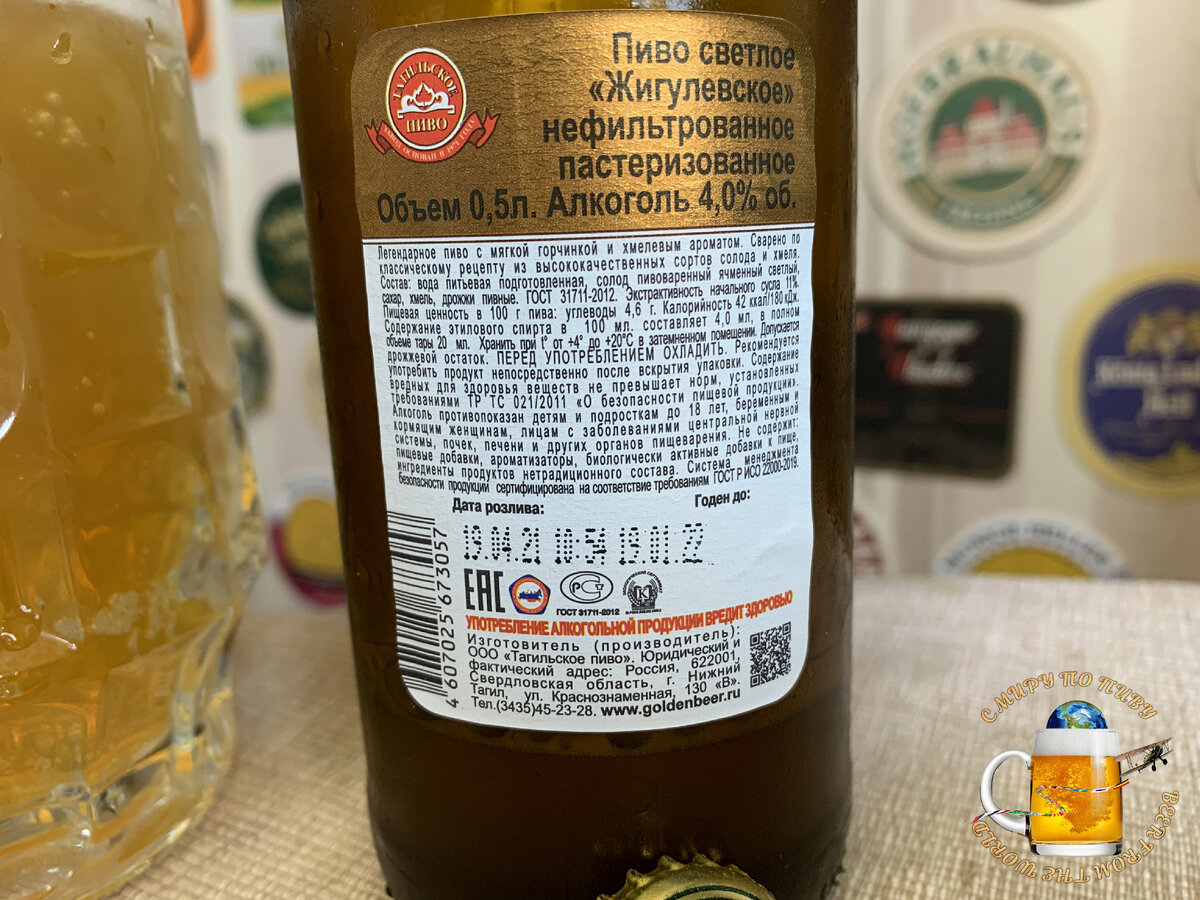 ТАГИЛЬСКОЕ
ПИВО
Пиво светлое
«Жигулевское»
нефильтрованное
пастеризованное
Объем 0,5л. Алкоголь 4,0% об.
Легендарное пиво с мягкой горчинкой и хмелевым ароматом. Сварено по
классическому рецепту из высококачественных сортов солода и хмеля.
Состав: вода питьевая подготовленная, солод пивоваренный ячменный светлый,
сахар, хмель, дрожжи пивные. ГОСТ 31711-2012. Экстрактивность начального сусла 11%.
Пищевая ценность в 100 г пива: углеводы 4,6 г. Калорийность 42 ккал/180 кДж.
Содержание этилового спирта в 100 мл. составляет 4,0 мл, в полном
объеме тары 20 мл. Хранить при t° от +4° до +20°С в затемненном помещении. Допускается
дрожжевой остаток. ПЕРЕД УПОТРЕБЛЕНИЕМ ОХЛАДИТЬ. Рекомендуется
употребить продукт непосредственно после вскрытия упаковки. Содержание
вредных для здоровья веществ не превышает норм, установленных
требованиями ТР ТС 021/2011 «О безопасности пищевой продукции».
Алкоголь противопоказан детям и подросткам до 18 лет, беременным и
кормящим женщинам, лицам с заболеваниями центральной нервной
системы, почек, печени и других органов пищеварения. Не содержит:
пищевые добавки, ароматизаторы, биологически активные добавки к пище,
ингредиенты продуктов нетрадиционного состава. Система менеджмента
безопасности продукции сертифицирована на соответствие требованиям ГОСТ Р ИСО 22000-2019.
Дата розлива: Годен до:
19.04.21 10:54 19.01.22
4607025673057
ЕАС
ГОСТ 31711-2012
УПОТРЕБЛЕНИЕ АЛКОГОЛЬНОЙ ПРОДУКЦИИ ВРЕДИТ ЗДОРОВЬЮ
Изготовитель (производитель):
ООО «Тагильское пиво». Юридический и
фактический адрес: Россия, 622001,
Свердловская область, г. Нижний
Тагил, ул. Краснознаменная, 130 «В».
Тел.(3435)45-23-28. www.goldenbeer.ru
С МИРУ ПО ПИВУ
BEER FROM THE WORLD